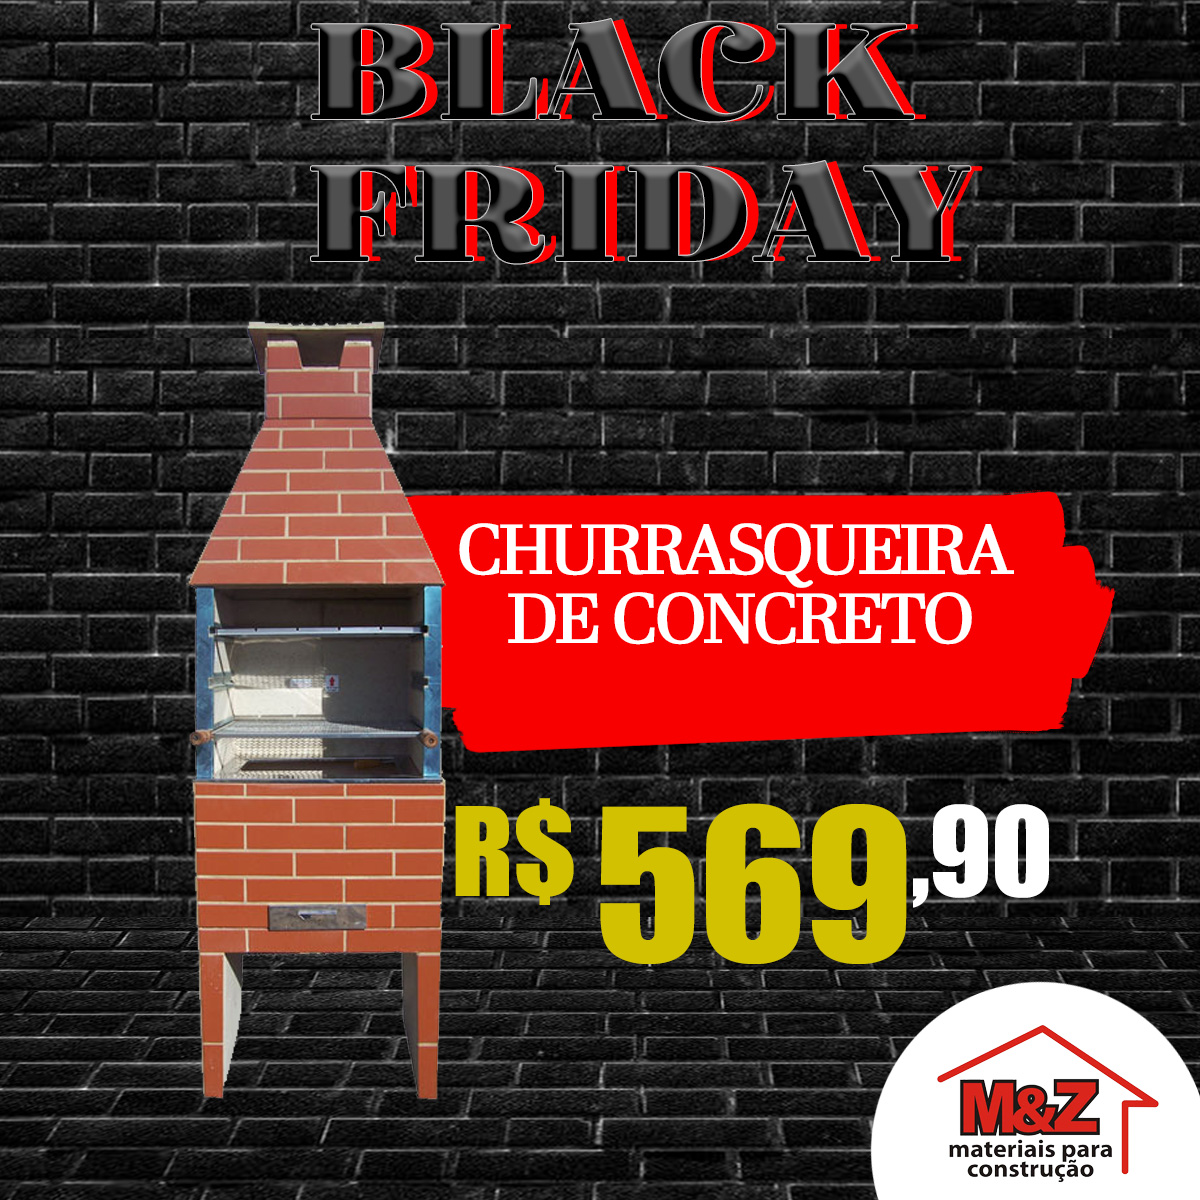 BLACK
FRIDAY
CHURRASQUEIRA
DE CONCRETO
R$ 569,90
M&Z
materiais para
construção